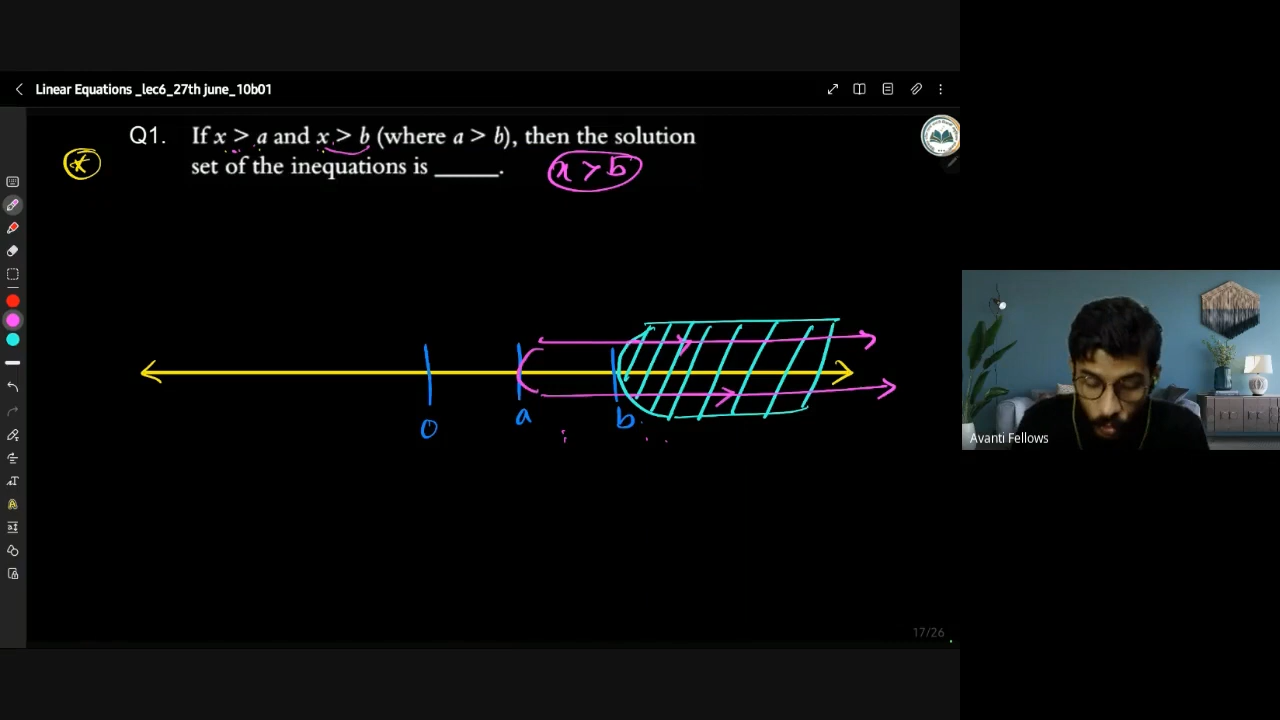 Linear Equations _lec6_27th june_10b01
Q1. If x > a and x > b (where a > b), then the solution
set of the inequations is ______.
x > b
0
a
b
17/26
Avanti Fellows